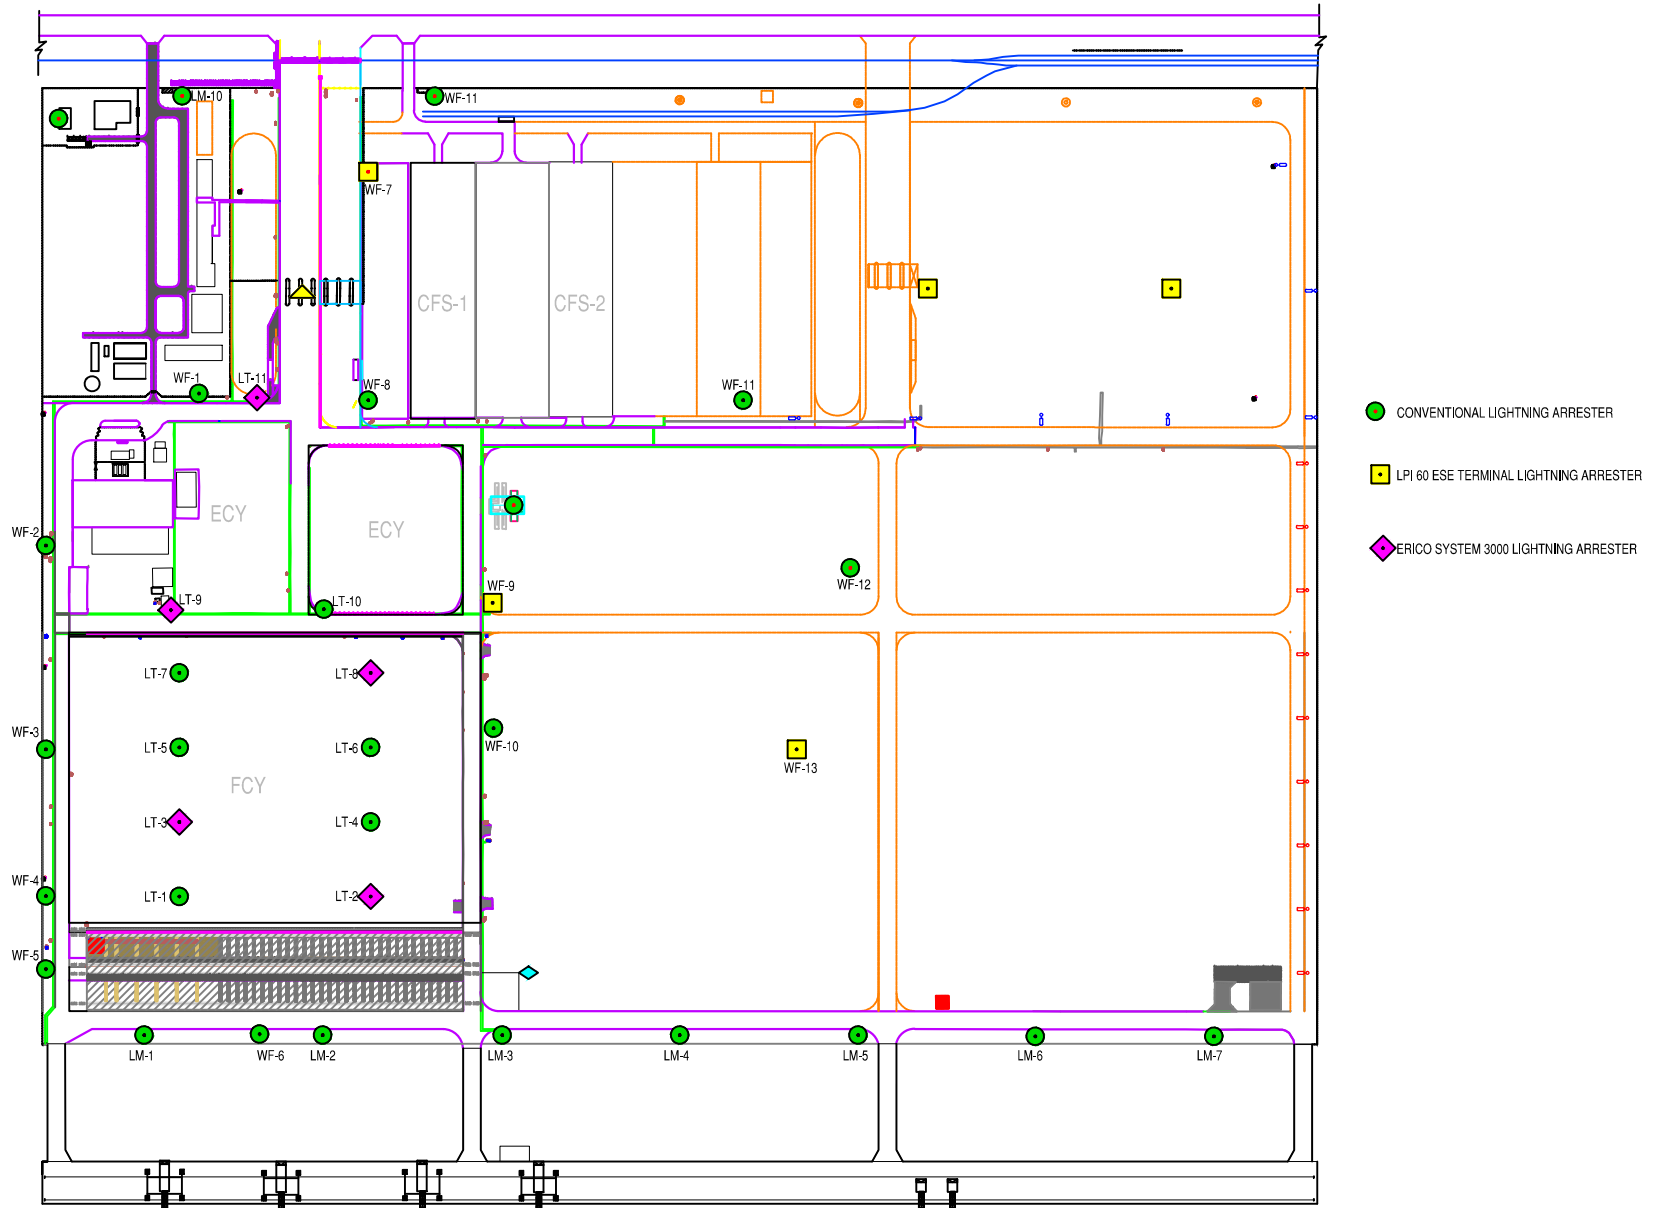 LM-10
WF-11
WF-7
CFS-1
CFS-2
WF-1
LT-11
WF-8
WF-11
CONVENTIONAL LIGHTNING ARRESTER
LPI 60 ESE TERMINAL LIGHTNING ARRESTER
ERICO SYSTEM 3000 LIGHTNING ARRESTER
ECY
ECY
WF-2
WF-12
WF-9
LT-9
LT-10
LT-7
LT-8
WF-3
LT-5
LT-6
WF-10
WF-13
FCY
LT-3
LT-4
WF-4
LT-1
LT-2
WF-5
LM-1
WF-6
LM-2
LM-3
LM-4
LM-5
LM-6
LM-7